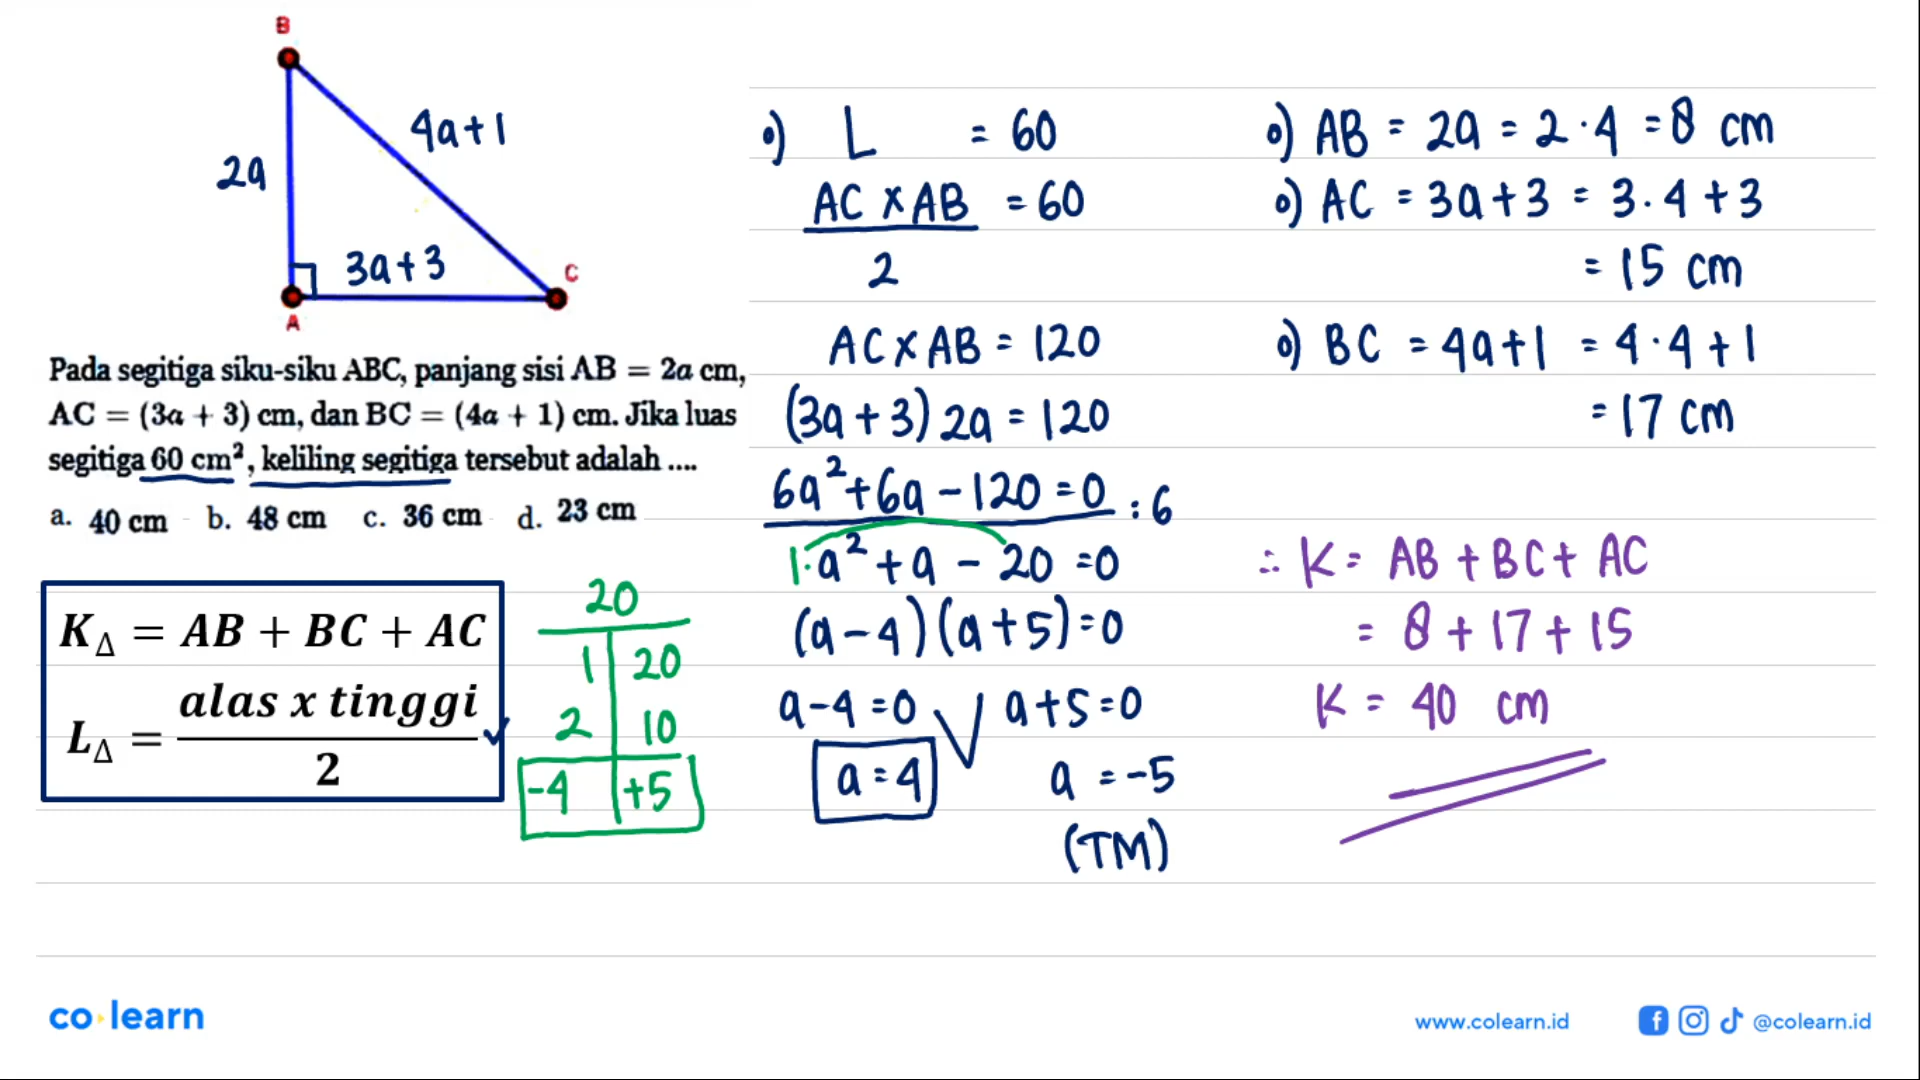 B
4a+1
2a
3a+3
C
A
Pada segitiga siku-siku ABC, panjang sisi AB = 2a cm,
AC = (3a + 3) cm, dan BC = (4a + 1) cm. Jika luas
segitiga 60 cm², keliling segitiga tersebut adalah ....
a. 40 cm b. 48 cm c. 36 cm d. 23 cm
K△ = AB + BC + AC
L△ = alas x tinggi / 2
20
1 | 20
2 | 10
-4 | +5
o) L = 60
AC x AB / 2 = 60
AC x AB = 120
(3a+3) 2a = 120
6a² + 6a - 120 = 0 : 6
1·a² + a - 20 = 0
(a-4)(a+5) = 0
a-4 = 0 V a+5 = 0
a = 4 a = -5
(TM)
o) AB = 2a = 2·4 = 8 cm
o) AC = 3a+3 = 3.4 + 3
= 15 cm
o) BC = 4a+1 = 4·4+1
= 17 cm
∴ K = AB + BC + AC
= 8 + 17 + 15
K = 40 cm
co learn
www.colearn.id @colearn.id